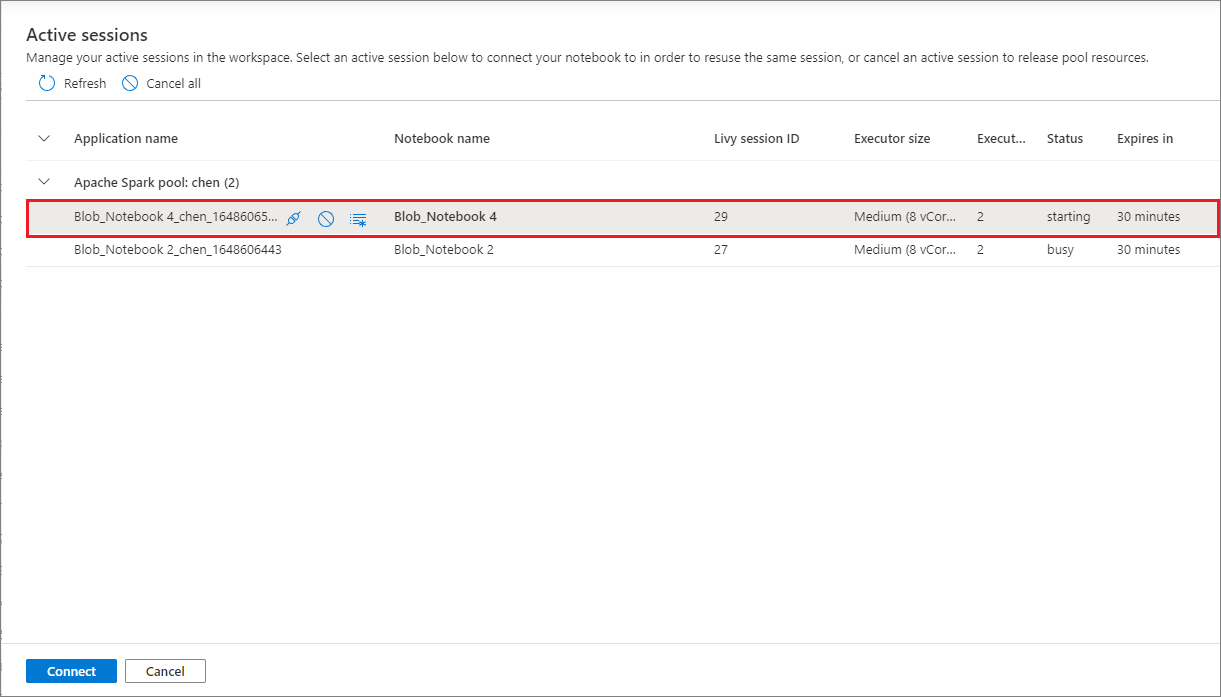 Active sessions
Manage your active sessions in the workspace. Select an active session below to connect your notebook to in order to resuse the same session, or cancel an active session to release pool resources.
Refresh Cancel all
Application name Notebook name Livy session ID Executor size Execut... Status Expires in
Apache Spark pool: chen (2)
Blob_Notebook 4_chen_16486065... Blob_Notebook 4 29 Medium (8 vCor... 2 starting 30 minutes
Blob_Notebook 2_chen_1648606443 Blob_Notebook 2 27 Medium (8 vCor... 2 busy 30 minutes
Connect Cancel